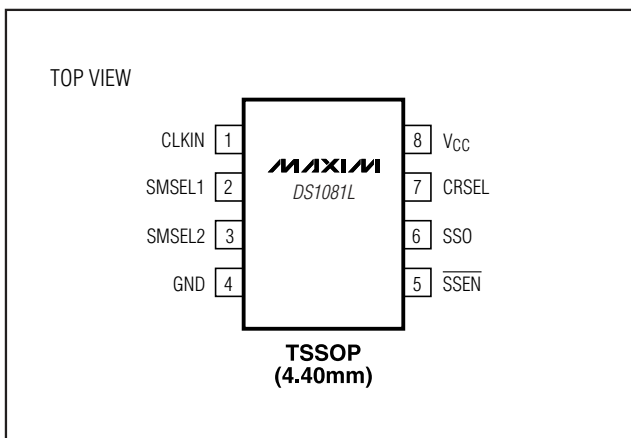 TOP VIEW
CLKIN 1
SMSEL1 2
SMSEL2 3
GND 4
MAXIM
DS1081L
8 VCC
7 CRSEL
6 SSO
5 SSEN
TSSOP
(4.40mm)